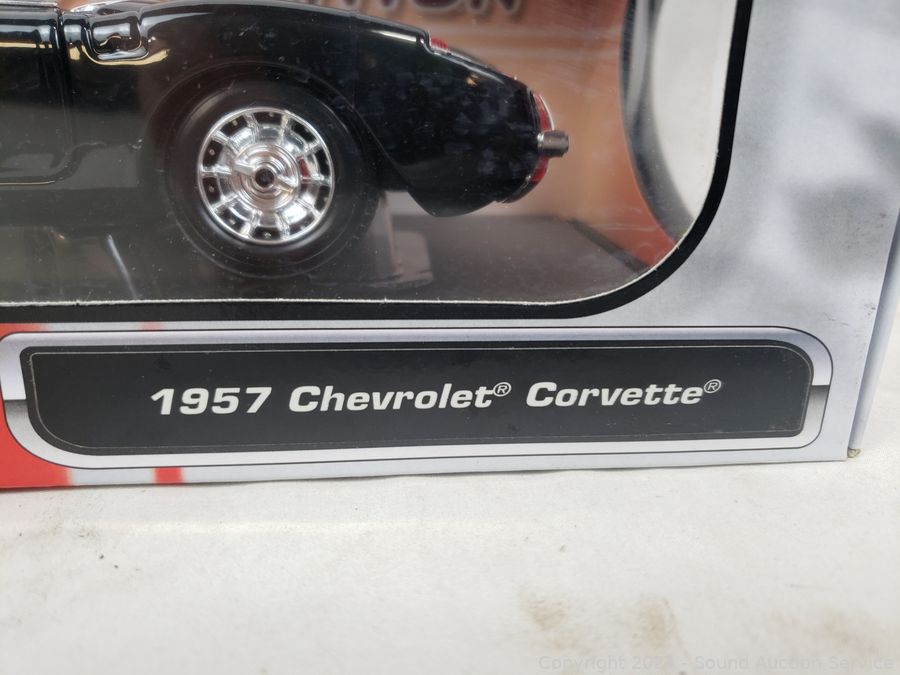 1957 Chevrolet® Corvette®
Copyright 2024 - Sound Auction Service